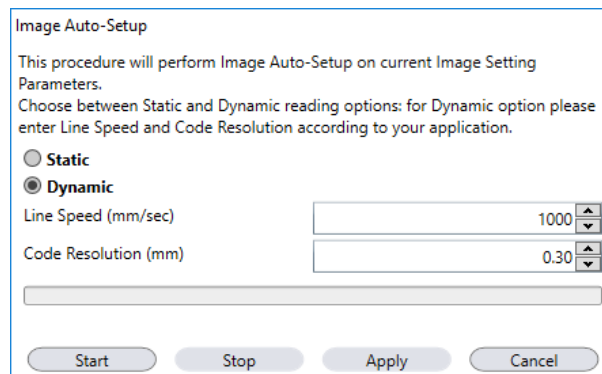 Image Auto-Setup
This procedure will perform Image Auto-Setup on current Image Setting
Parameters.
Choose between Static and Dynamic reading options: for Dynamic option please
enter Line Speed and Code Resolution according to your application.
Static
Dynamic
Line Speed (mm/sec) 1000
Code Resolution (mm) 0.30
Start Stop Apply Cancel